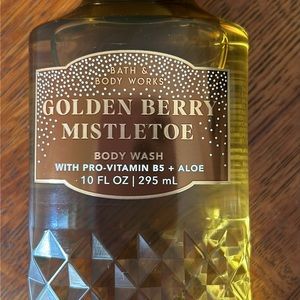 BATH &
BODY WORKS®
GOLDEN BERRY
MISTLETOE
BODY WASH
WITH PRO-VITAMIN B5 + ALOE
10 FL OZ | 295 mL